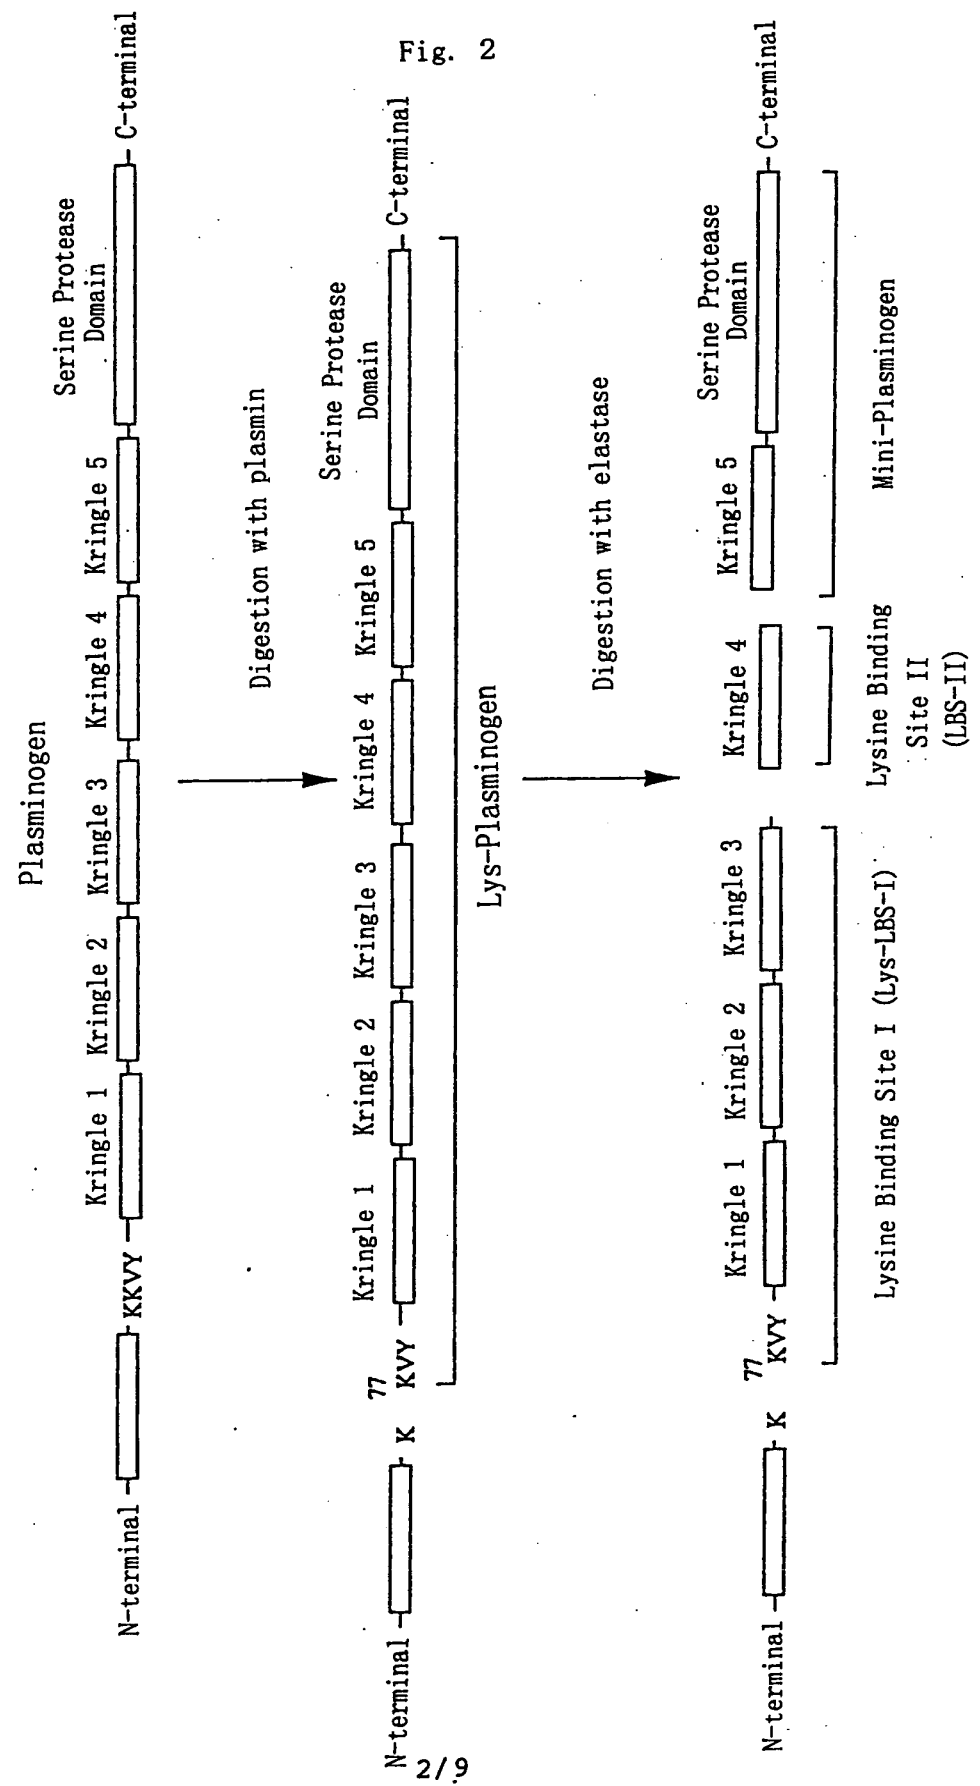 Fig. 2
Plasminogen
Serine Protease
Domain
Kringle 1 Kringle 2 Kringle 3 Kringle 4 Kringle 5
N-terminal KKVY C-terminal
Digestion with plasmin
Serine Protease
Domain
Kringle 1 Kringle 2 Kringle 3 Kringle 4 Kringle 5
77
N-terminal K KVY C-terminal
Lys-Plasminogen
Digestion with elastase
Serine Protease
Domain
Kringle 1 Kringle 2 Kringle 3 Kringle 4 Kringle 5
77
N-terminal K KVY C-terminal
Lysine Binding Site I (Lys-LBS-I)
Lysine Binding
Site II
(LBS-II)
Mini-Plasminogen
2/9